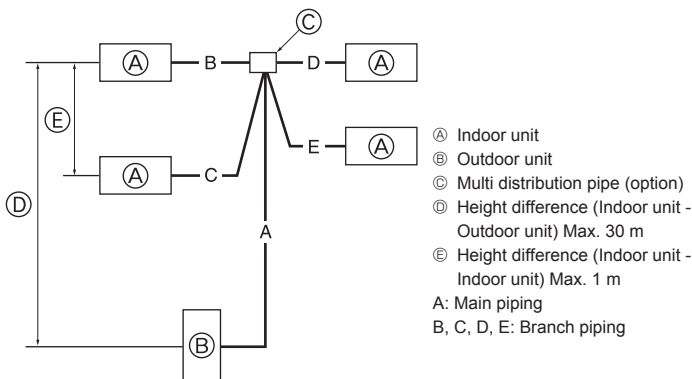 Ⓒ
Ⓐ B D Ⓐ
Ⓔ
Ⓐ C E Ⓐ
Ⓓ
A
Ⓑ
Ⓐ Indoor unit
Ⓑ Outdoor unit
Ⓒ Multi distribution pipe (option)
Ⓓ Height difference (Indoor unit -
Outdoor unit) Max. 30 m
Ⓔ Height difference (Indoor unit -
Indoor unit) Max. 1 m
A: Main piping
B, C, D, E: Branch piping